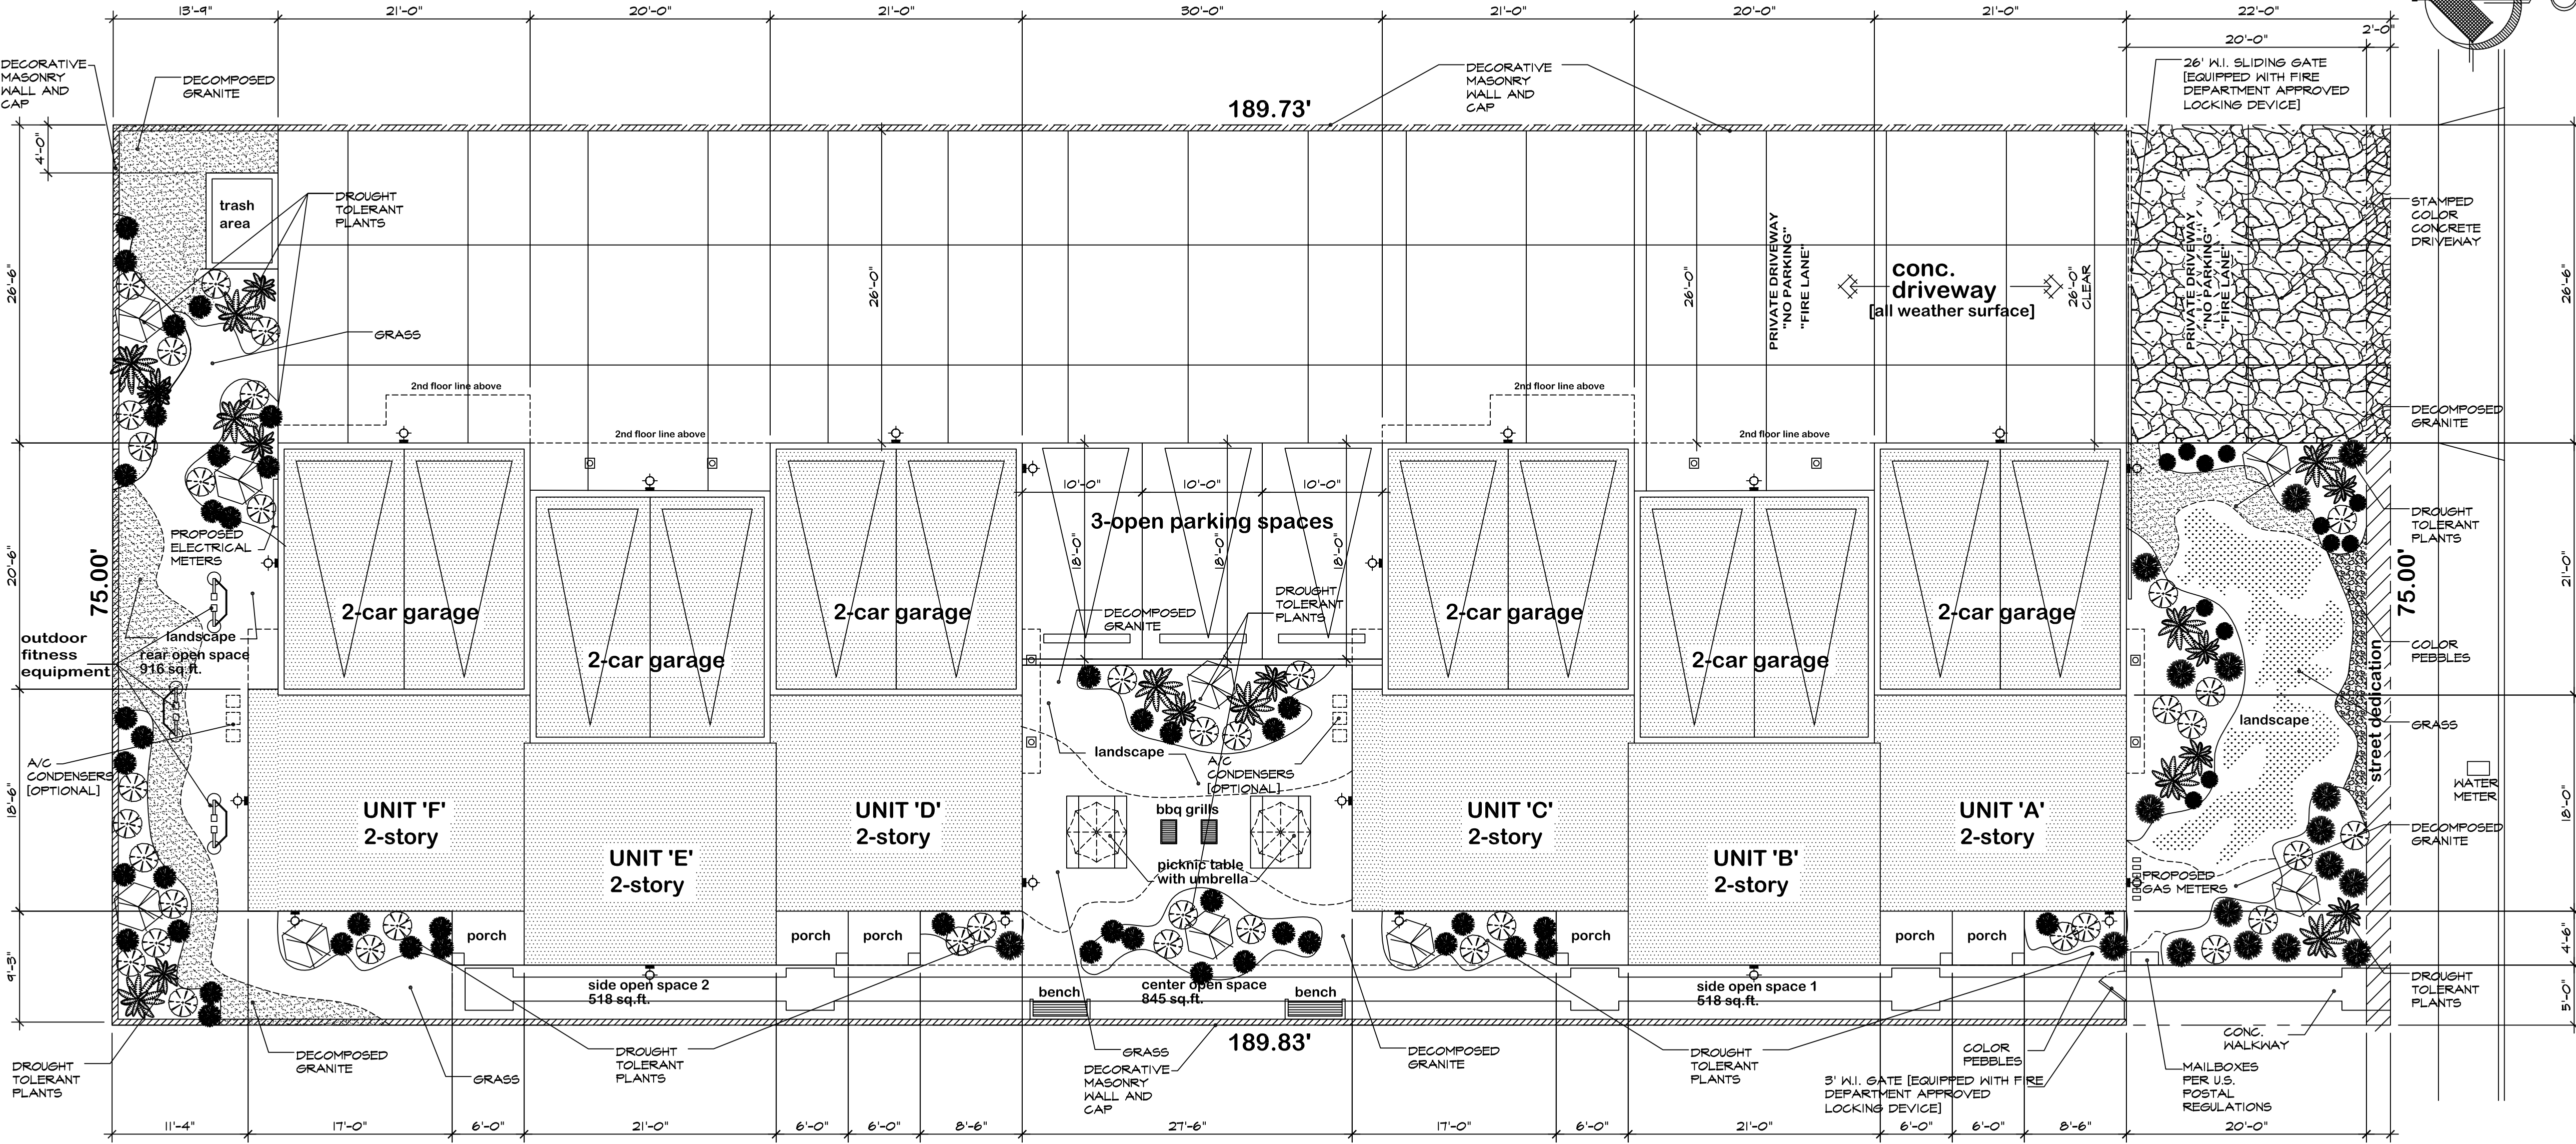 13'-9"
21'-0"
20'-0"
21'-0"
30'-0"
21'-0"
20'-0"
21'-0"
22'-0"
20'-0"
2'-0"
DECORATIVE
MASONRY
WALL AND
CAP
DECOMPOSED
GRANITE
189.73'
DECORATIVE
MASONRY
WALL AND
CAP
26' W.I. SLIDING GATE
[EQUIPPED WITH FIRE
DEPARTMENT APPROVED
LOCKING DEVICE]
4'-0"
26'-6"
trash
area
DROUGHT
TOLERANT
PLANTS
GRASS
26'-0"
26'-0"
PRIVATE DRIVEWAY
"NO PARKING"
"FIRE LANE"
conc.
driveway
[all weather surface]
26'-0"
CLEAR
PRIVATE DRIVEWAY
"NO PARKING"
"FIRE LANE"
STAMPED
COLOR
CONCRETE
DRIVEWAY
26'-6"
2nd floor line above
2nd floor line above
2nd floor line above
2nd floor line above
DECOMPOSED
GRANITE
10'-0"
10'-0"
10'-0"
3-open parking spaces
18'-0"
18'-0"
18'-0"
DROUGHT
TOLERANT
PLANTS
PROPOSED
ELECTRICAL
METERS
20'-6"
75.00'
75.00'
21'-0"
2-car garage
2-car garage
2-car garage
2-car garage
2-car garage
2-car garage
DECOMPOSED
GRANITE
DROUGHT
TOLERANT
PLANTS
outdoor
fitness
equipment
landscape
rear open space
916 sq.ft.
COLOR
PEBBLES
street dedication
landscape
GRASS
landscape
A/C
CONDENSERS
[OPTIONAL]
A/C
CONDENSERS
[OPTIONAL]
WATER
METER
18'-6"
18'-0"
UNIT 'F'
2-story
UNIT 'E'
2-story
UNIT 'D'
2-story
bbq grills
picknic table
with umbrella
UNIT 'C'
2-story
UNIT 'B'
2-story
UNIT 'A'
2-story
DECOMPOSED
GRANITE
PROPOSED
GAS METERS
9'-3"
4'-6"
5'-0"
porch
porch
porch
porch
porch
porch
side open space 2
518 sq.ft.
bench
center open space
845 sq.ft.
bench
side open space 1
518 sq.ft.
DROUGHT
TOLERANT
PLANTS
189.83'
DROUGHT
TOLERANT
PLANTS
DECOMPOSED
GRANITE
GRASS
DROUGHT
TOLERANT
PLANTS
GRASS
DECORATIVE
MASONRY
WALL AND
CAP
DECOMPOSED
GRANITE
DROUGHT
TOLERANT
PLANTS
COLOR
PEBBLES
3' W.I. GATE [EQUIPPED WITH FIRE
DEPARTMENT APPROVED
LOCKING DEVICE]
CONC.
WALKWAY
MAILBOXES
PER U.S.
POSTAL
REGULATIONS
11'-4"
17'-0"
6'-0"
21'-0"
6'-0"
6'-0"
8'-6"
27'-6"
17'-0"
6'-0"
21'-0"
6'-0"
6'-0"
8'-6"
20'-0"